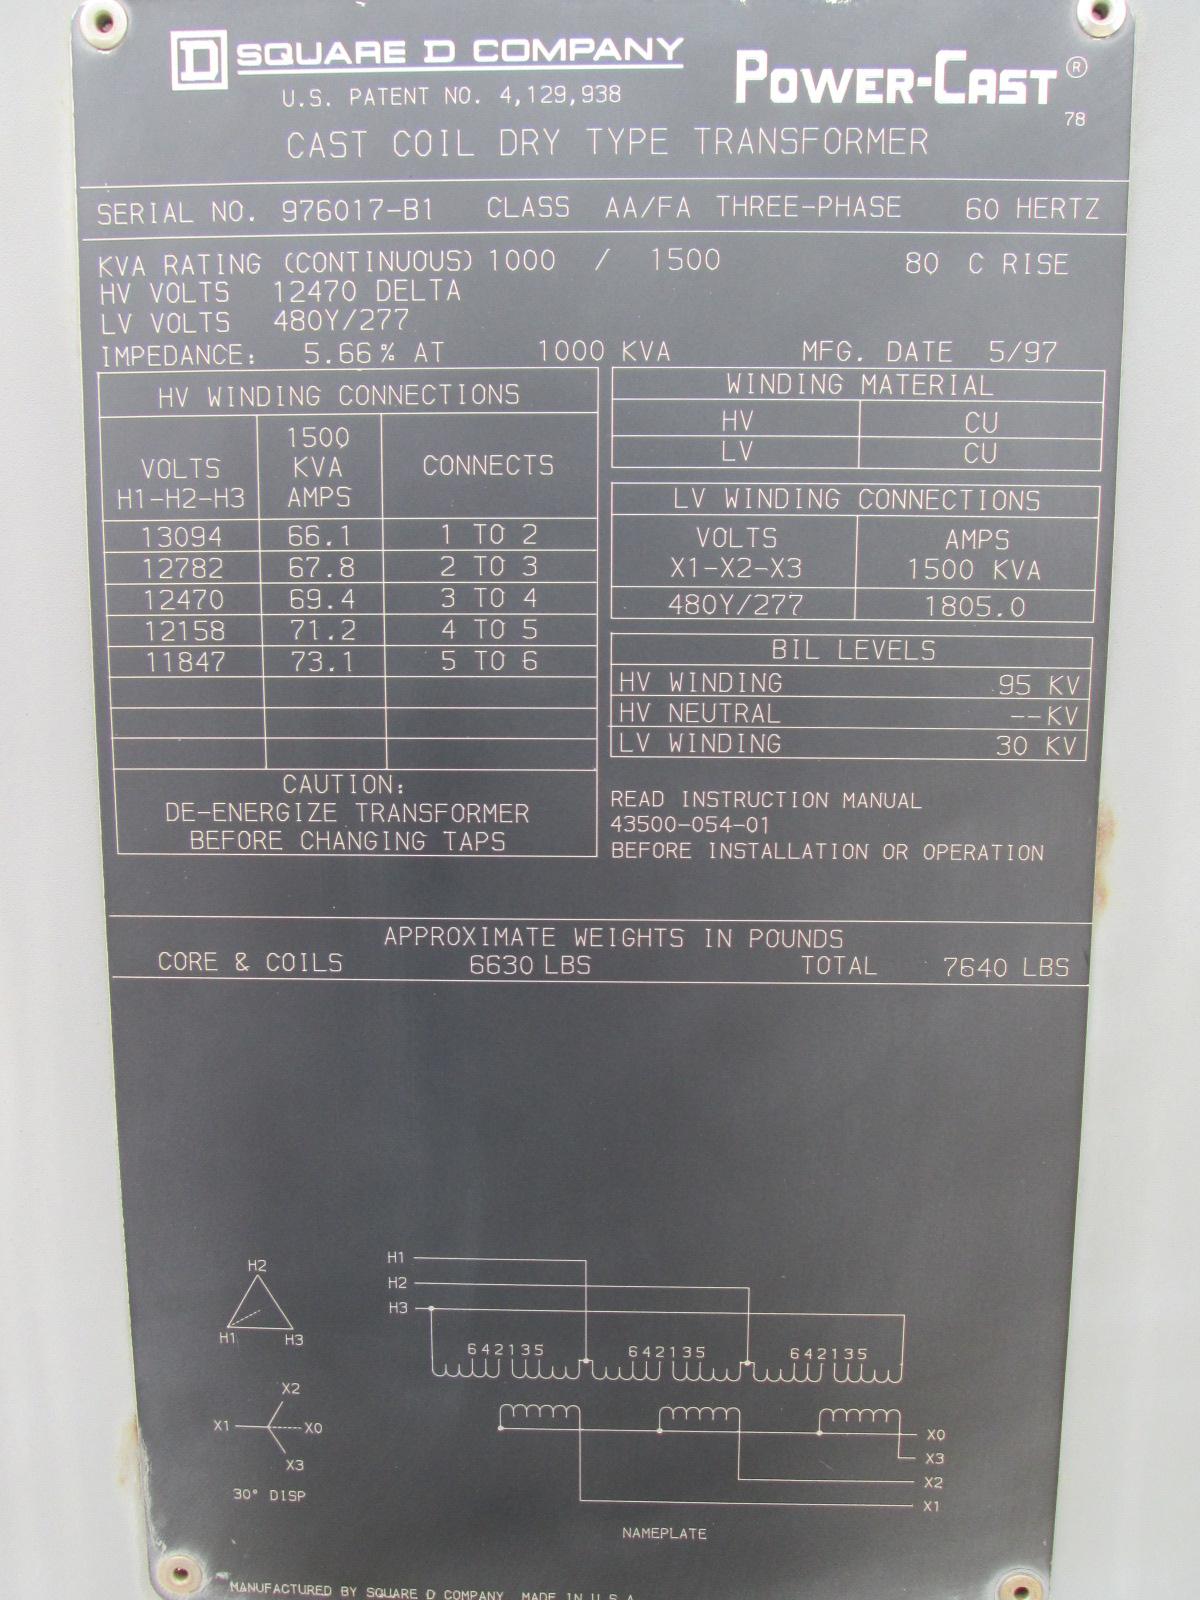 D SQUARE D COMPANY
U.S. PATENT NO. 4,129,938
POWER-CAST ®
78
CAST COIL DRY TYPE TRANSFORMER
SERIAL NO. 976017-B1 CLASS AA/FA THREE-PHASE 60 HERTZ
KVA RATING (CONTINUOUS) 1000 / 1500 80 C RISE
HV VOLTS 12470 DELTA
LV VOLTS 480Y/277
IMPEDANCE: 5.66 % AT 1000 KVA MFG. DATE 5/97
HV WINDING CONNECTIONS
VOLTS H1-H2-H3 1500 KVA AMPS CONNECTS
13094 66.1 1 TO 2
12782 67.8 2 TO 3
12470 69.4 3 TO 4
12158 71.2 4 TO 5
11847 73.1 5 TO 6
CAUTION:
DE-ENERGIZE TRANSFORMER
BEFORE CHANGING TAPS
WINDING MATERIAL
HV CU
LV CU
LV WINDING CONNECTIONS
VOLTS AMPS
X1-X2-X3 1500 KVA
480Y/277 1805.0
BIL LEVELS
HV WINDING 95 KV
HV NEUTRAL --KV
LV WINDING 30 KV
READ INSTRUCTION MANUAL
43500-054-01
BEFORE INSTALLATION OR OPERATION
APPROXIMATE WEIGHTS IN POUNDS
CORE & COILS 6630 LBS TOTAL 7640 LBS
H2
H1 H3
X2
X1 X0
X3
30° DISP
H1
H2
H3
642135 642135 642135
X0
X3
X2
X1
NAMEPLATE
MANUFACTURED BY SQUARE D COMPANY MADE IN U.S.A.